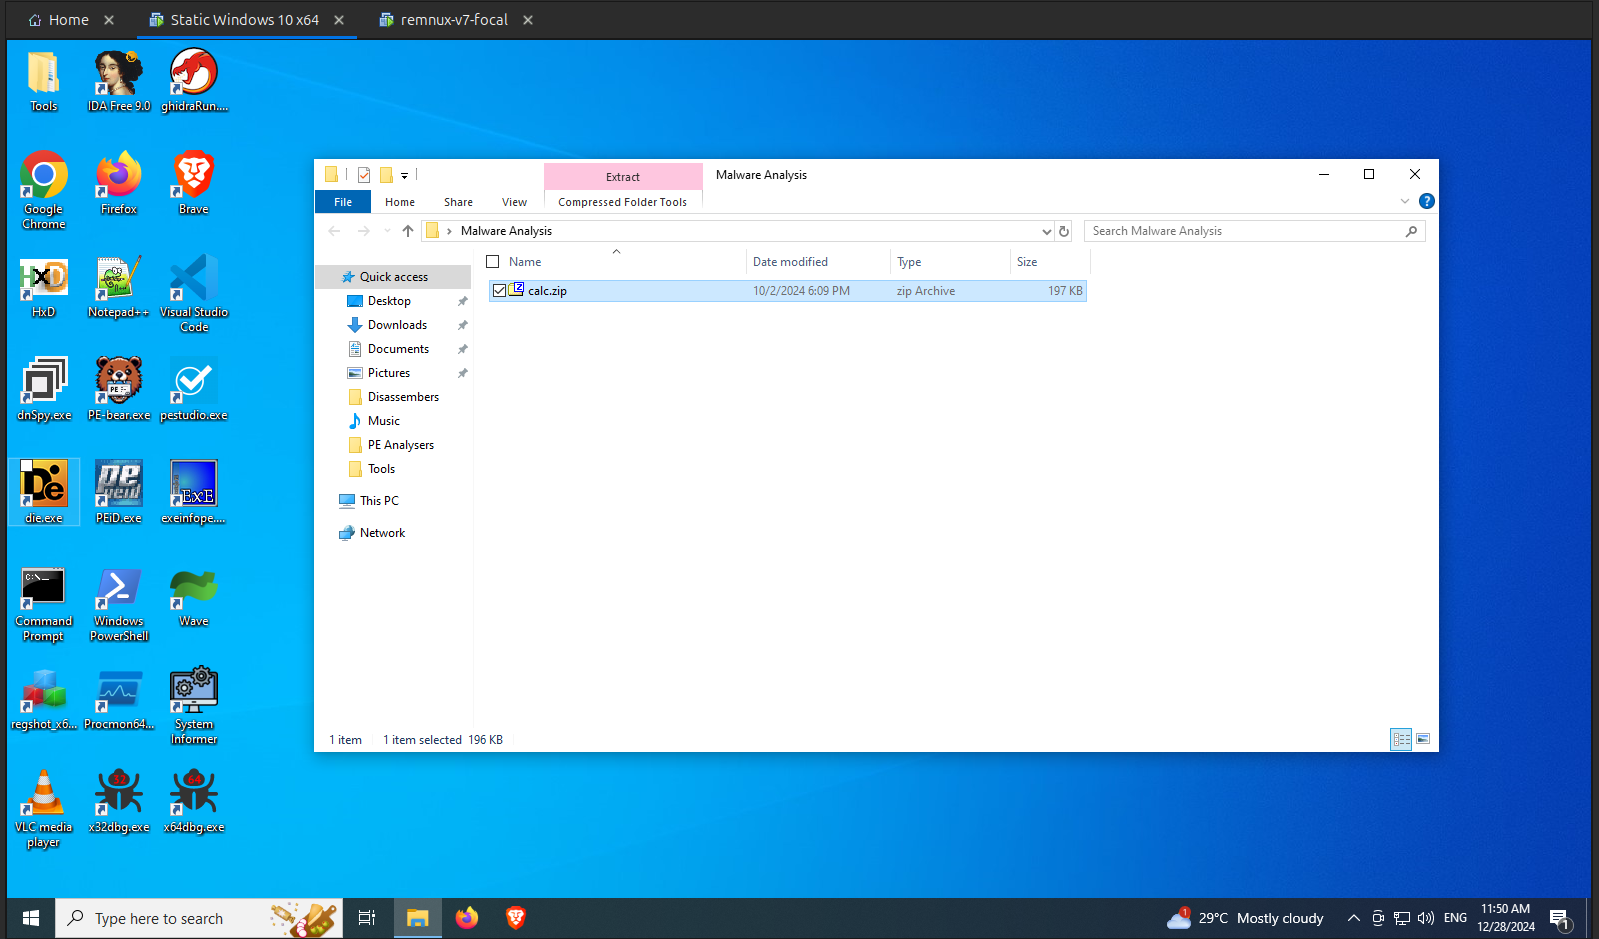 Home
Static Windows 10 x64
remnux-v7-focal
Tools
IDA Free 9.0
ghidraRun....
Google
Chrome
Firefox
Brave
HxD
Notepad++
Visual Studio
Code
dnSpy.exe
PE-bear.exe
pestudio.exe
die.exe
PEiD.exe
exeinfope....
Command
Prompt
Windows
PowerShell
Wave
regshot_x6...
Procmon64...
System
Informer
VLC media
player
x32dbg.exe
x64dbg.exe
Extract
Malware Analysis
File
Home
Share
View
Compressed Folder Tools
Malware Analysis
Search Malware Analysis
Name
Date modified
Type
Size
calc.zip
10/2/2024 6:09 PM
zip Archive
197 KB
Quick access
Desktop
Downloads
Documents
Pictures
Disassembers
Music
PE Analysers
Tools
This PC
Network
1 item
1 item selected 196 KB
Type here to search
1
29°C Mostly cloudy
ENG
11:50 AM
12/28/2024
1